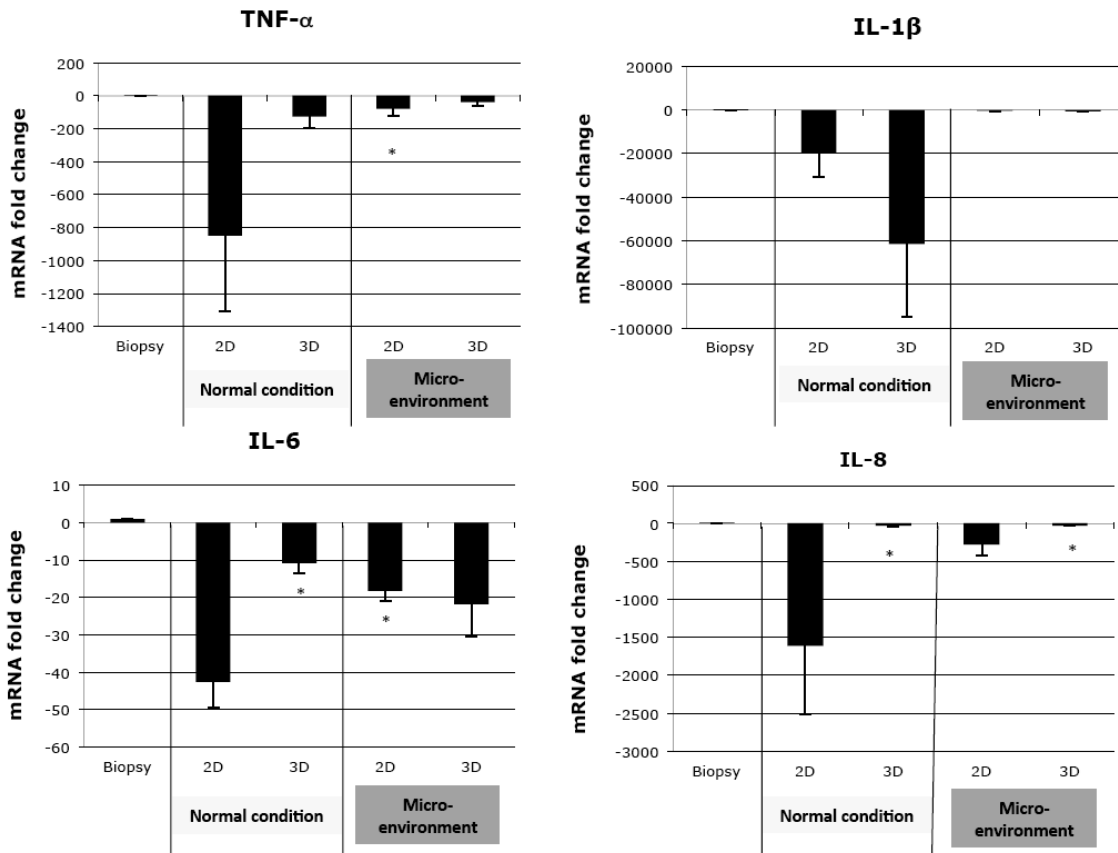 TNF-α
mRNA fold change
200
0
-200
-400
-600
-800
-1000
-1200
-1400
*
Biopsy 2D 3D 2D 3D
Normal condition
Micro-
environment
IL-1β
mRNA fold change
20000
0
-20000
-40000
-60000
-80000
-100000
Biopsy 2D 3D 2D 3D
Normal condition
Micro-
environment
IL-6
mRNA fold change
10
0
-10
-20
-30
-40
-50
-60
*
*
Biopsy 2D 3D 2D 3D
Normal condition
Micro-
environment
IL-8
mRNA fold change
500
0
-500
-1000
-1500
-2000
-2500
-3000
*
*
Biopsy 2D 3D 2D 3D
Normal condition
Micro-
environment